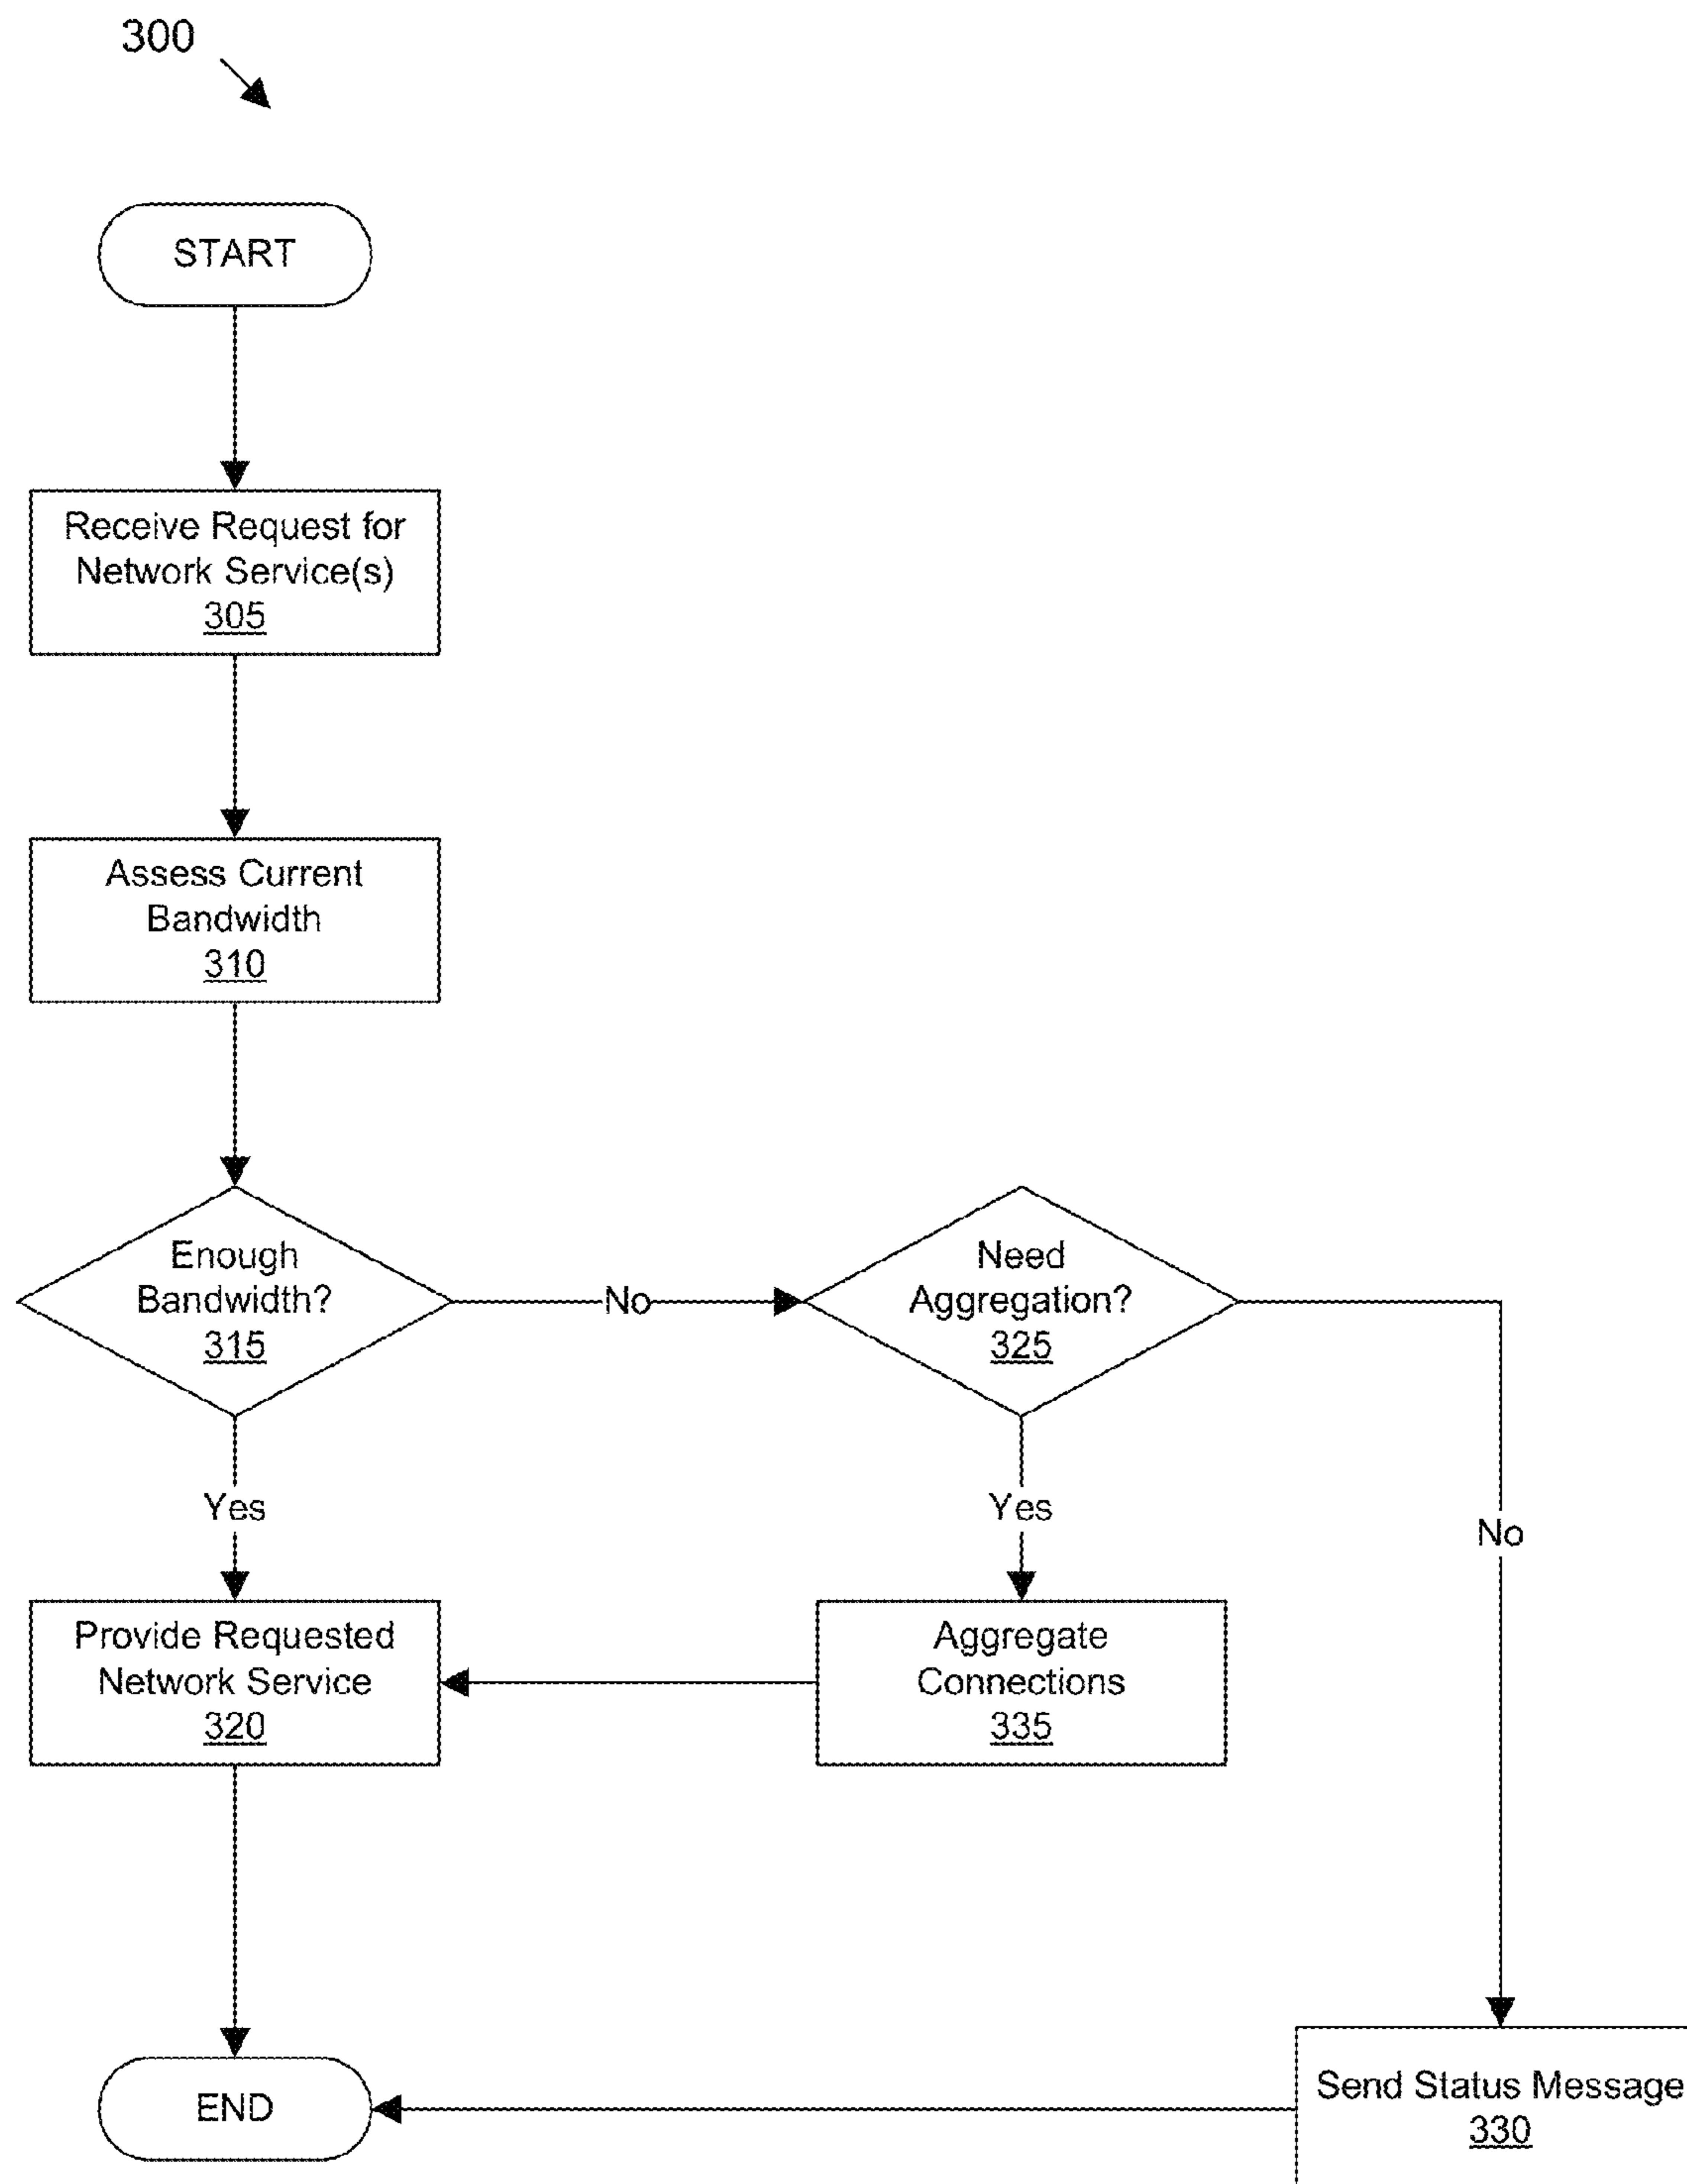 300
START
Receive Request for
Network Service(s)
305
Assess Current
Bandwidth
310
Enough
Bandwidth?
315
No
Need
Aggregation?
325
Yes
Yes
No
Provide Requested
Network Service
320
Aggregate
Connections
335
END
Send Status Message
330